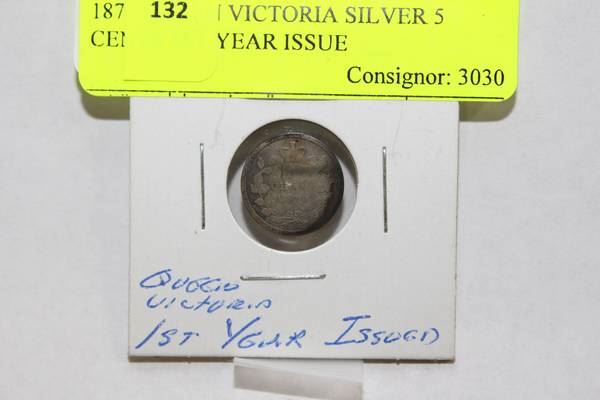 187 132 VICTORIA SILVER 5
CEN YEAR ISSUE
Consignor: 3030
QUEEN
VICTORIA
1ST YEAR ISSUED